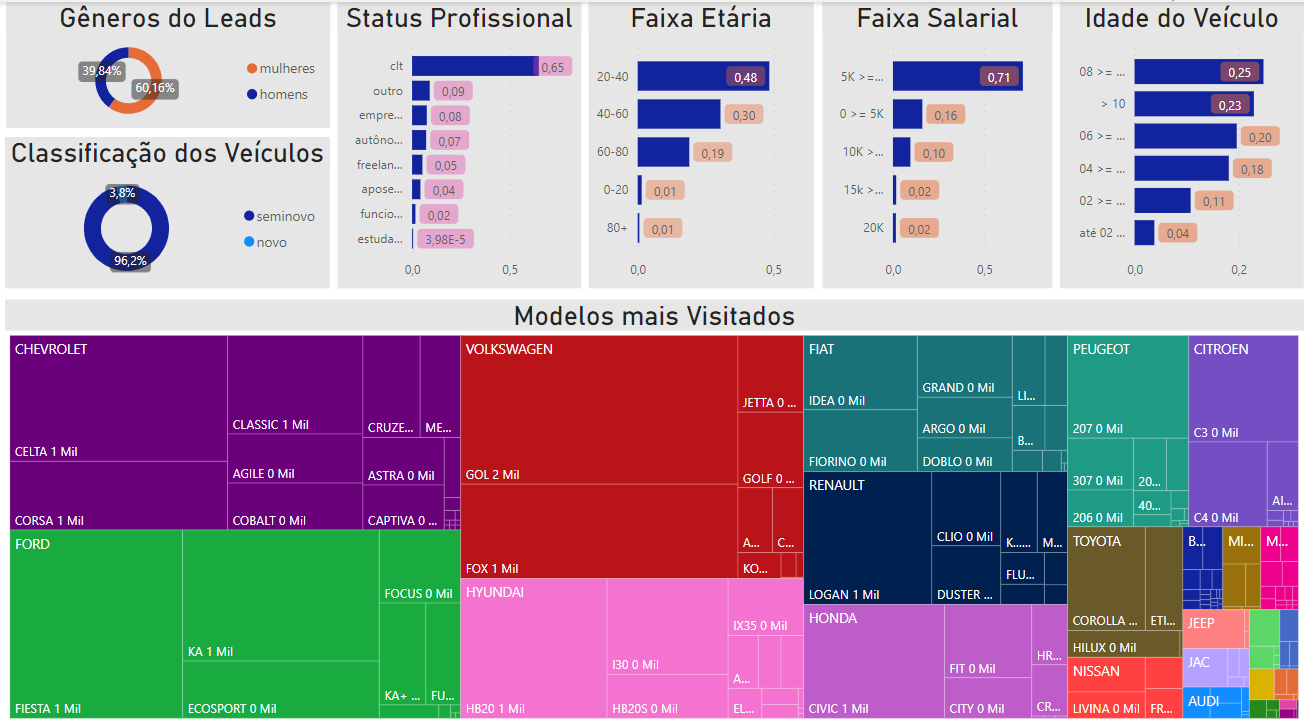 Gêneros do Leads
39,84%
60,16%
mulheres
homens
Classificação dos Veículos
3,8%
96,2%
seminovo
novo
Status Profissional
clt 0,65
outro 0,09
empre... 0,08
autôno... 0,07
freelan... 0,05
apose... 0,04
funcio... 0,02
estuda... 3,98E-5
0,0 0,5
Faixa Etária
20-40 0,48
40-60 0,30
60-80 0,19
0-20 0,01
80+ 0,01
0,0 0,5
Faixa Salarial
5K >=... 0,71
0 >= 5K 0,16
10K >... 0,10
15k >... 0,02
20K 0,02
0,0 0,5
Idade do Veículo
08 >= ... 0,25
> 10 0,23
06 >= ... 0,20
04 >= ... 0,18
02 >= ... 0,11
até 02 ... 0,04
0,0 0,2
Modelos mais Visitados
CHEVROLET
CELTA 1 Mil
CORSA 1 Mil
CLASSIC 1 Mil
AGILE 0 Mil
COBALT 0 Mil
CRUZE...
ME...
ASTRA 0 Mil
CAPTIVA 0 ...
FORD
FIESTA 1 Mil
KA 1 Mil
ECOSPORT 0 Mil
FOCUS 0 Mil
KA+ ...
FU...
VOLKSWAGEN
GOL 2 Mil
FOX 1 Mil
JETTA 0 ...
GOLF 0 ...
A...
C...
KO...
HYUNDAI
HB20 1 Mil
I30 0 Mil
HB20S 0 Mil
IX35 0 Mil
A...
EL...
FIAT
IDEA 0 Mil
FIORINO 0 Mil
GRAND 0 Mil
ARGO 0 Mil
DOBLO 0 Mil
LI...
B...
RENAULT
LOGAN 1 Mil
CLIO 0 Mil
DUSTER ...
K......
M...
FLU...
HONDA
CIVIC 1 Mil
FIT 0 Mil
CITY 0 Mil
HR...
CR...
PEUGEOT
207 0 Mil
307 0 Mil
206 0 Mil
20...
40...
CITROEN
C3 0 Mil
C4 0 Mil
AI...
TOYOTA
COROLLA ...
ETI...
HILUX 0 Mil
NISSAN
LIVINA 0 Mil
FR...
B...
MI...
M...
JEEP
JAC
AUDI